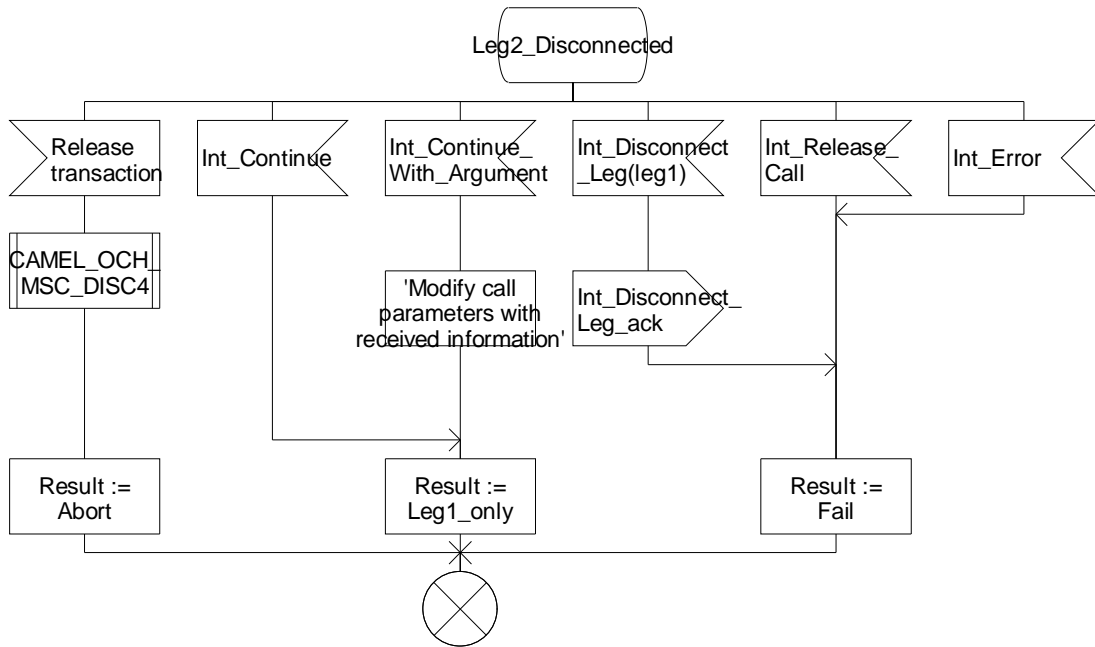 Leg2_Disconnected
Release
transaction
Int_Continue
Int_Continue_
With_Argument
Int_Disconnect
_Leg(leg1)
Int_Release_
Call
Int_Error
CAMEL_OCH_
MSC_DISC4
'Modify call
parameters with
received information'
Int_Disconnect_
Leg_ack
Result :=
Abort
Result :=
Leg1_only
Result :=
Fail